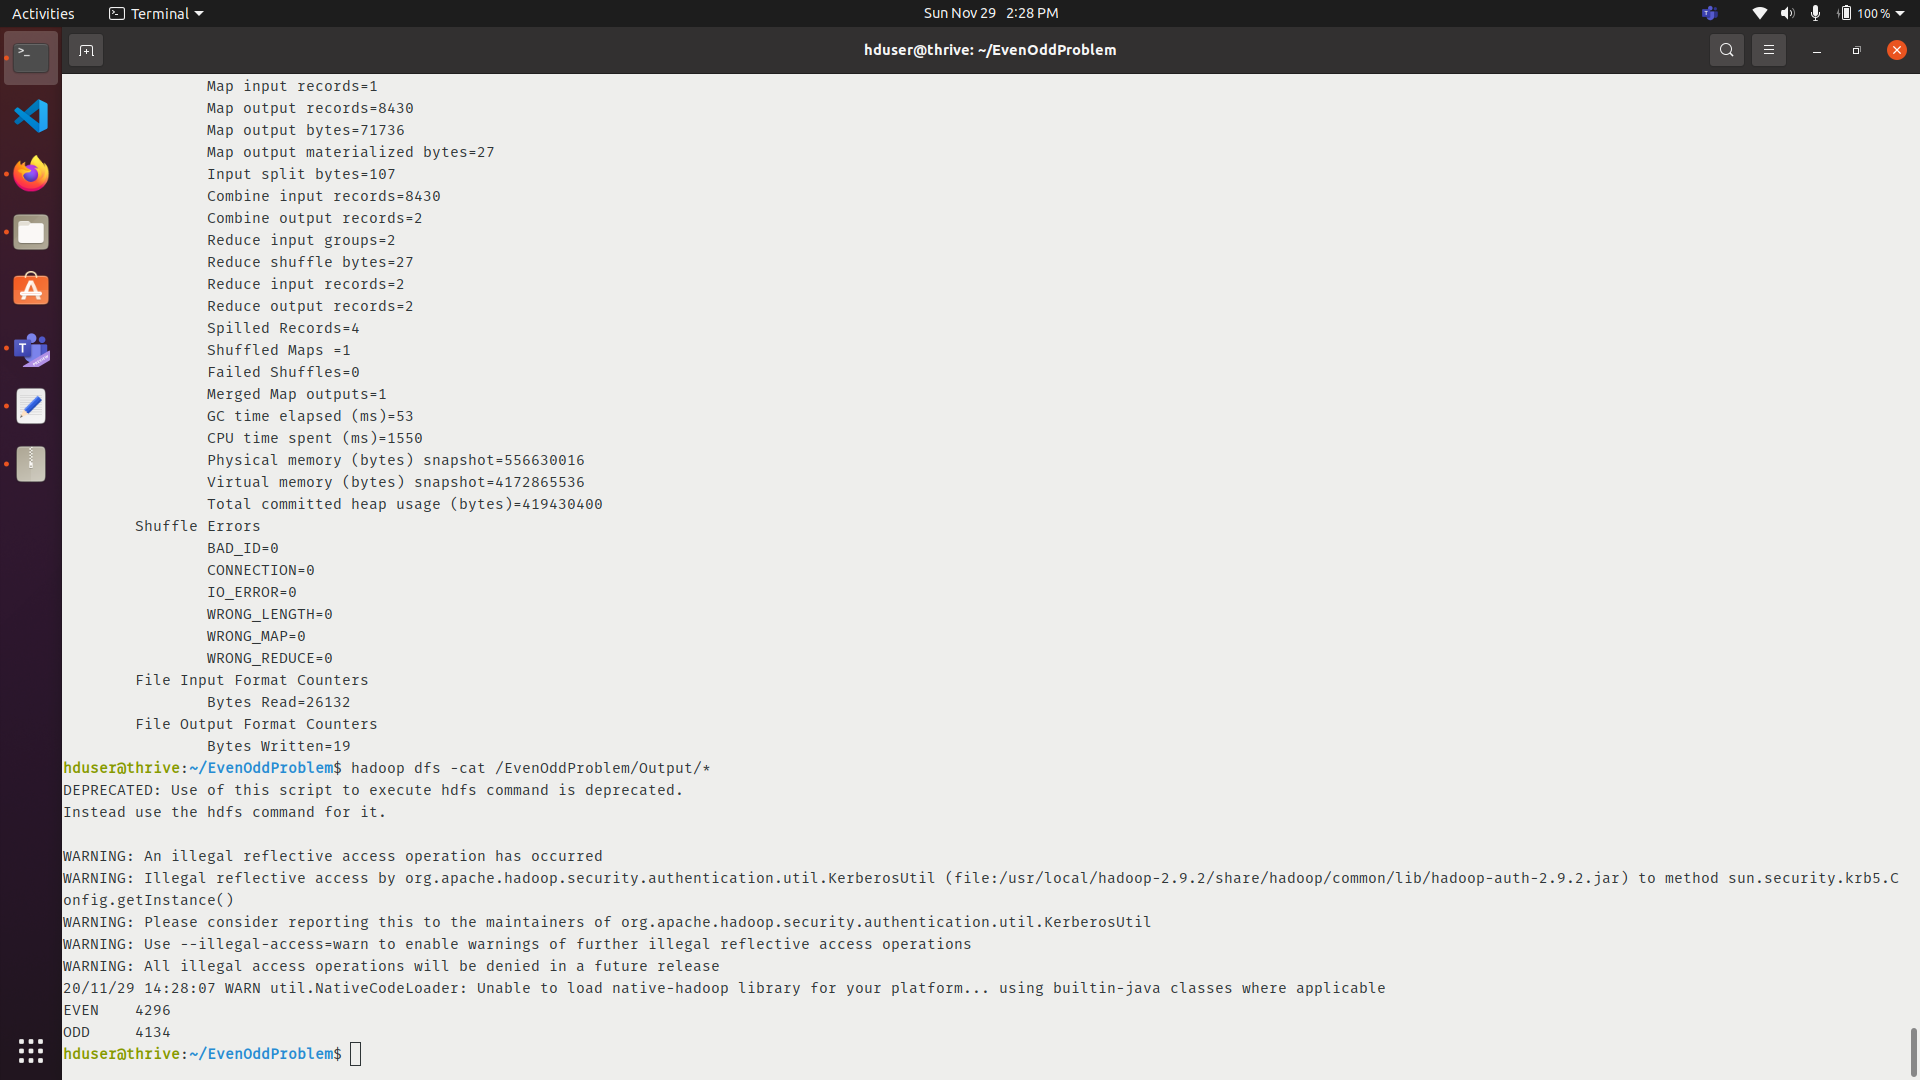 Activities Terminal Sun Nov 29 2:28 PM 100 %
hduser@thrive: ~/EvenOddProblem
Map input records=1
Map output records=8430
Map output bytes=71736
Map output materialized bytes=27
Input split bytes=107
Combine input records=8430
Combine output records=2
Reduce input groups=2
Reduce shuffle bytes=27
Reduce input records=2
Reduce output records=2
Spilled Records=4
Shuffled Maps =1
Failed Shuffles=0
Merged Map outputs=1
GC time elapsed (ms)=53
CPU time spent (ms)=1550
Physical memory (bytes) snapshot=556630016
Virtual memory (bytes) snapshot=4172865536
Total committed heap usage (bytes)=419430400
Shuffle Errors
BAD_ID=0
CONNECTION=0
IO_ERROR=0
WRONG_LENGTH=0
WRONG_MAP=0
WRONG_REDUCE=0
File Input Format Counters
Bytes Read=26132
File Output Format Counters
Bytes Written=19
hduser@thrive:~/EvenOddProblem$ hadoop dfs -cat /EvenOddProblem/Output/*
DEPRECATED: Use of this script to execute hdfs command is deprecated.
Instead use the hdfs command for it.
WARNING: An illegal reflective access operation has occurred
WARNING: Illegal reflective access by org.apache.hadoop.security.authentication.util.KerberosUtil (file:/usr/local/hadoop-2.9.2/share/hadoop/common/lib/hadoop-auth-2.9.2.jar) to method sun.security.krb5.C
onfig.getInstance()
WARNING: Please consider reporting this to the maintainers of org.apache.hadoop.security.authentication.util.KerberosUtil
WARNING: Use --illegal-access=warn to enable warnings of further illegal reflective access operations
WARNING: All illegal access operations will be denied in a future release
20/11/29 14:28:07 WARN util.NativeCodeLoader: Unable to load native-hadoop library for your platform... using builtin-java classes where applicable
EVEN 4296
ODD 4134
hduser@thrive:~/EvenOddProblem$